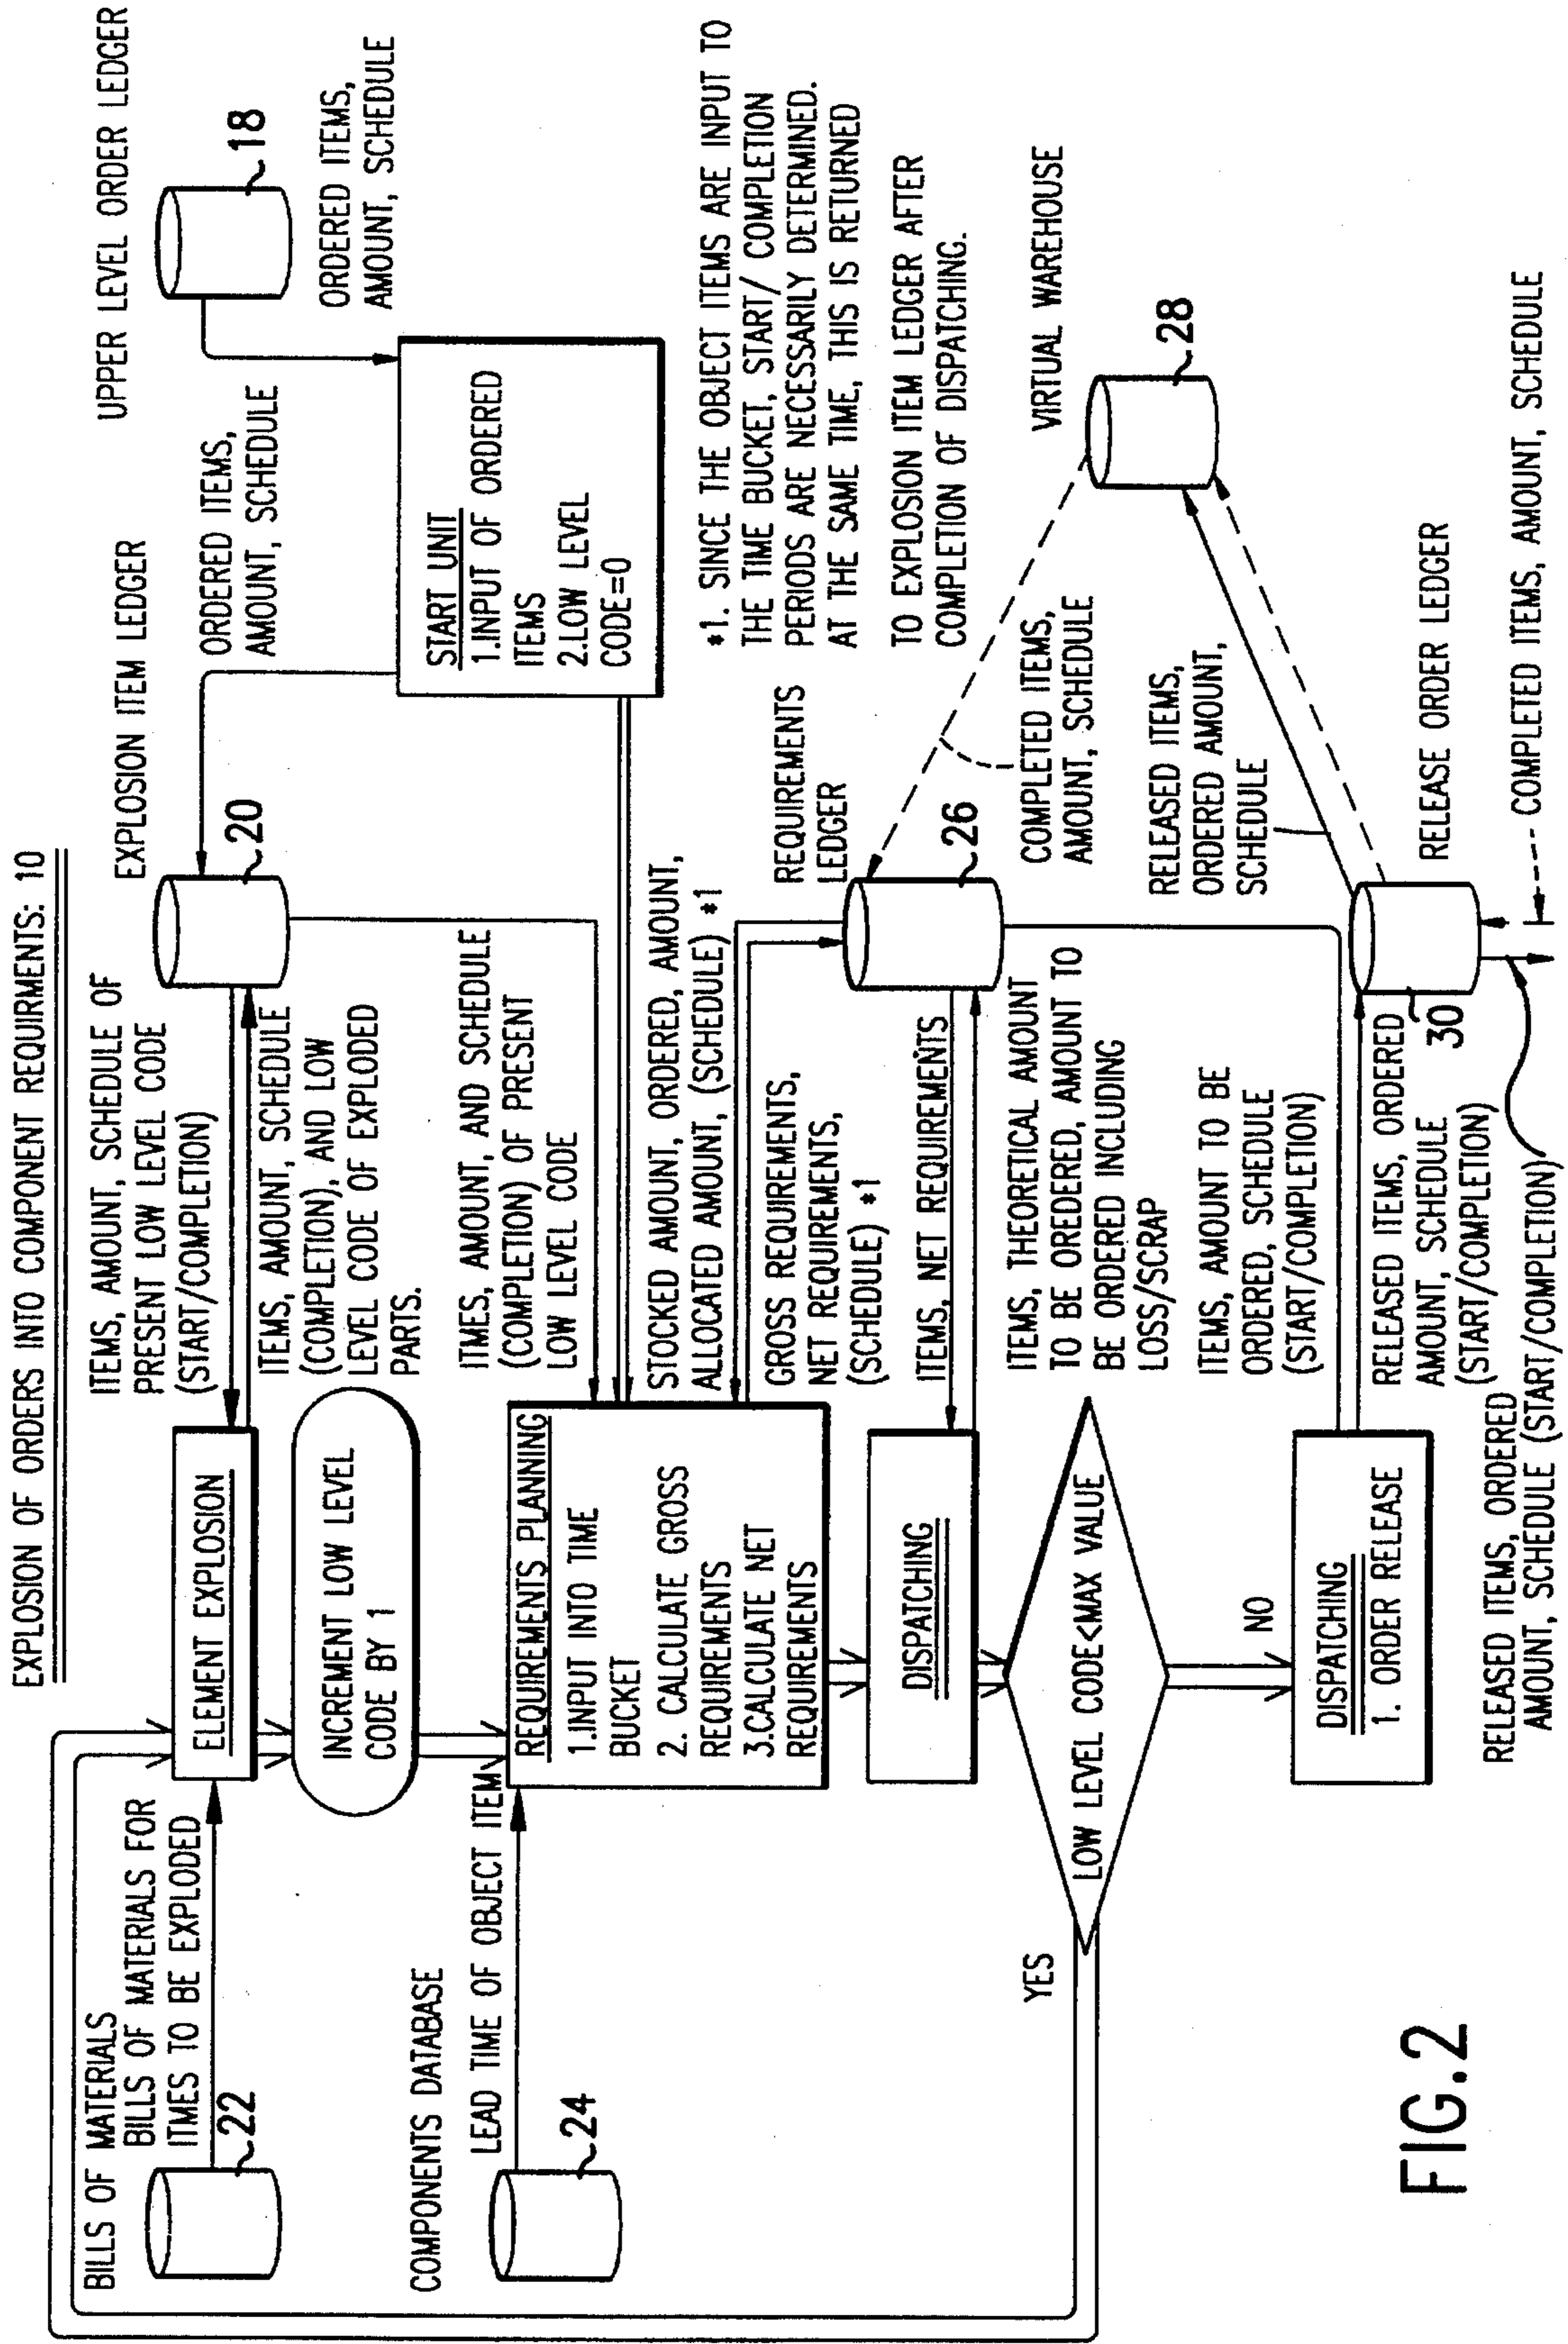 EXPLOSION OF ORDERS INTO COMPONENT REQUIRMENTS: 10
BILLS OF MATERIALS
BILLS OF MATERIALS FOR
ITMES TO BE EXPLODED
22
ELEMENT EXPLOSION
ITEMS, AMOUNT, SCHEDULE OF
PRESENT LOW LEVEL CODE
(START/COMPLETION)
ITEMS, AMOUNT, SCHEDULE
(COMPLETION), AND LOW
LEVEL CODE OF EXPLODED
PARTS.
EXPLOSION ITEM LEDGER
20
ORDERED ITEMS,
AMOUNT, SCHEDULE
UPPER LEVEL ORDER LEDGER
18
ORDERED ITEMS,
AMOUNT, SCHEDULE
INCREMENT LOW LEVEL
CODE BY 1
START UNIT
1.INPUT OF ORDERED
ITEMS
2.LOW LEVEL
CODE=0
COMPONENTS DATABASE
LEAD TIME OF OBJECT ITEM
24
REQUIREMENTS PLANNING
1.INPUT INTO TIME
BUCKET
2. CALCULATE GROSS
REQUIREMENTS
3.CALCULATE NET
REQUIREMENTS
ITMES, AMOUNT, AND SCHEDULE
(COMPLETION) OF PRESENT
LOW LEVEL CODE
STOCKED AMOUNT, ORDERED, AMOUNT,
ALLOCATED AMOUNT, (SCHEDULE) *1
GROSS REQUIREMENTS,
NET REQUIREMENTS,
(SCHEDULE) *1
REQUIREMENTS
LEDGER
26
*1. SINCE THE OBJECT ITEMS ARE INPUT TO
THE TIME BUCKET, START/ COMPLETION
PERIODS ARE NECESSARILY DETERMINED.
AT THE SAME TIME, THIS IS RETURNED
TO EXPLOSION ITEM LEDGER AFTER
COMPLETION OF DISPATCHING.
DISPATCHING
ITEMS, NET REQUIREMENTS
ITEMS, THEORETICAL AMOUNT
TO BE OREDERED, AMOUNT TO
BE ORDERED INCLUDING
LOSS/SCRAP
COMPLETED ITEMS,
AMOUNT, SCHEDULE
VIRTUAL WAREHOUSE
28
YES
LOW LEVEL CODE<MAX VALUE
NO
RELEASED ITEMS,
ORDERED AMOUNT,
SCHEDULE
DISPATCHING
1. ORDER RELEASE
ITEMS, AMOUNT TO BE
ORDERED, SCHEDULE
(START/COMPLETION)
RELEASED ITEMS, ORDERED
AMOUNT, SCHEDULE
(START/COMPLETION)
30
RELEASE ORDER LEDGER
RELEASED ITEMS, ORDERED
AMOUNT, SCHEDULE (START/COMPLETION)
COMPLETED ITEMS, AMOUNT, SCHEDULE
FIG.2